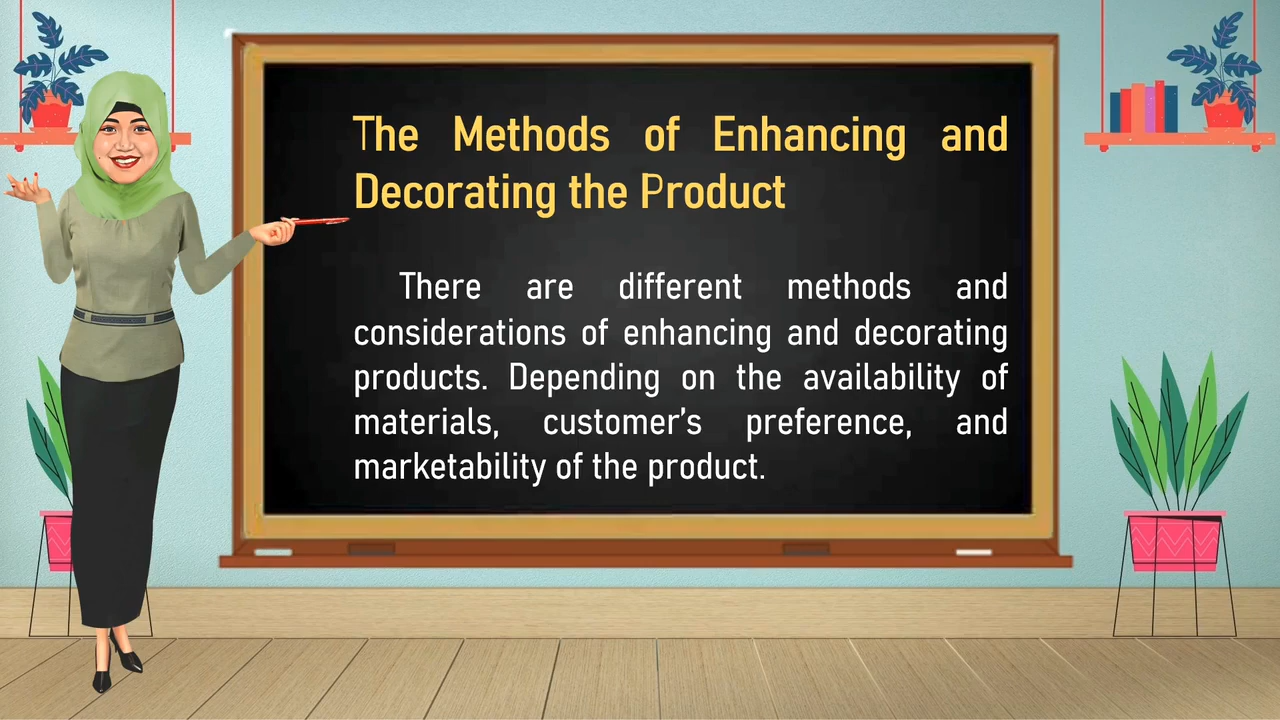 The Methods of Enhancing and
Decorating the Product
There are different methods and
considerations of enhancing and decorating
products. Depending on the availability of
materials, customer’s preference, and
marketability of the product.